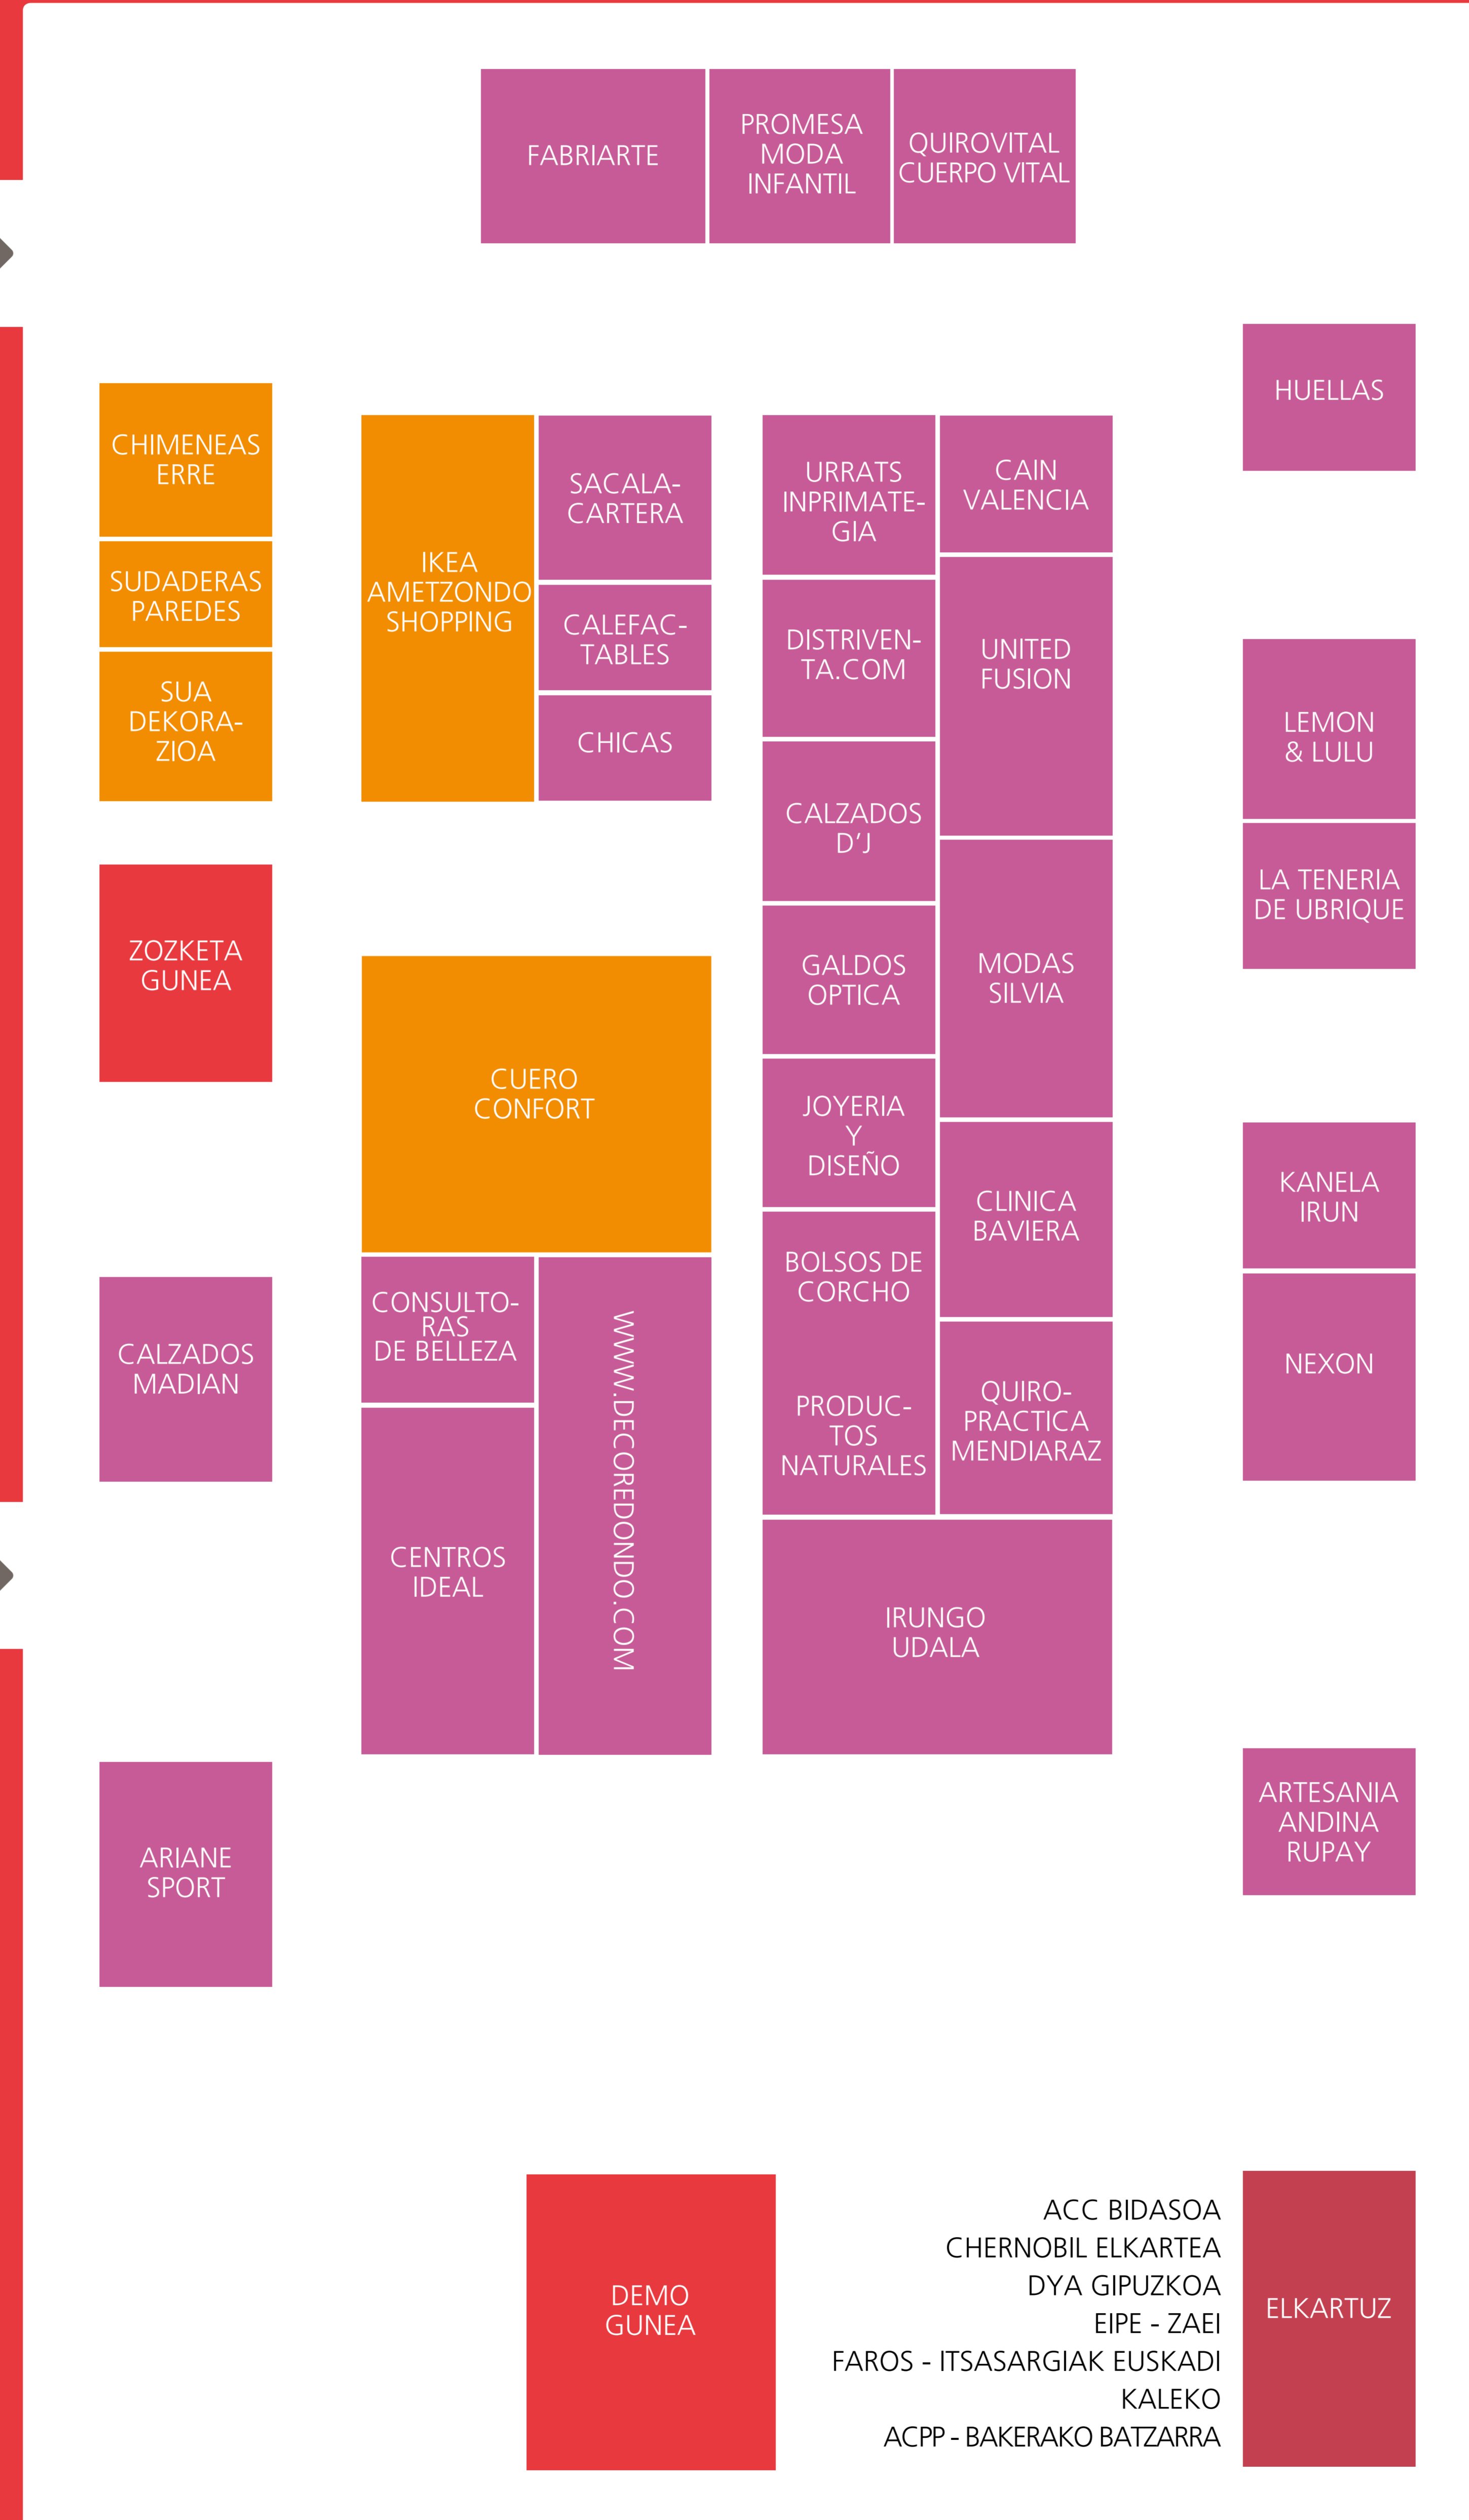 FABRIARTE
PROMESA
MODA
INFANTIL
QUIROVITAL
CUERPO VITAL
HUELLAS
CHIMENEAS
ERRE
SUDADERAS
PAREDES
SUA
DEKORA-
ZIOA
IKEA
AMETZONDO
SHOPPING
SACALA-
CARTERA
CALEFAC-
TABLES
CHICAS
URRATS
INPRIMATE-
GIA
CAIN
VALENCIA
DISTRIVEN-
TA.COM
UNITED
FUSION
CALZADOS
D’J
LEMON
& LULU
LA TENERIA
DE UBRIQUE
ZOZKETA
GUNEA
CUERO
CONFORT
GALDOS
OPTICA
MODAS
SILVIA
JOYERIA
Y
DISEÑO
CLINICA
BAVIERA
KANELA
IRUN
BOLSOS DE
CORCHO
PRODUC-
TOS
NATURALES
QUIRO-
PRACTICA
MENDIARAZ
NEXON
CALZADOS
MADIAN
CONSULTO-
RAS
DE BELLEZA
WWW.DECOREDONDO.COM
CENTROS
IDEAL
IRUNGO
UDALA
ARIANE
SPORT
ARTESANIA
ANDINA
RUPAY
DEMO
GUNEA
ACC BIDASOA
CHERNOBIL ELKARTEA
DYA GIPUZKOA
EIPE - ZAEI
FAROS - ITSASARGIAK EUSKADI
KALEKO
ACPP - BAKERAKO BATZARRA
ELKARTUZ